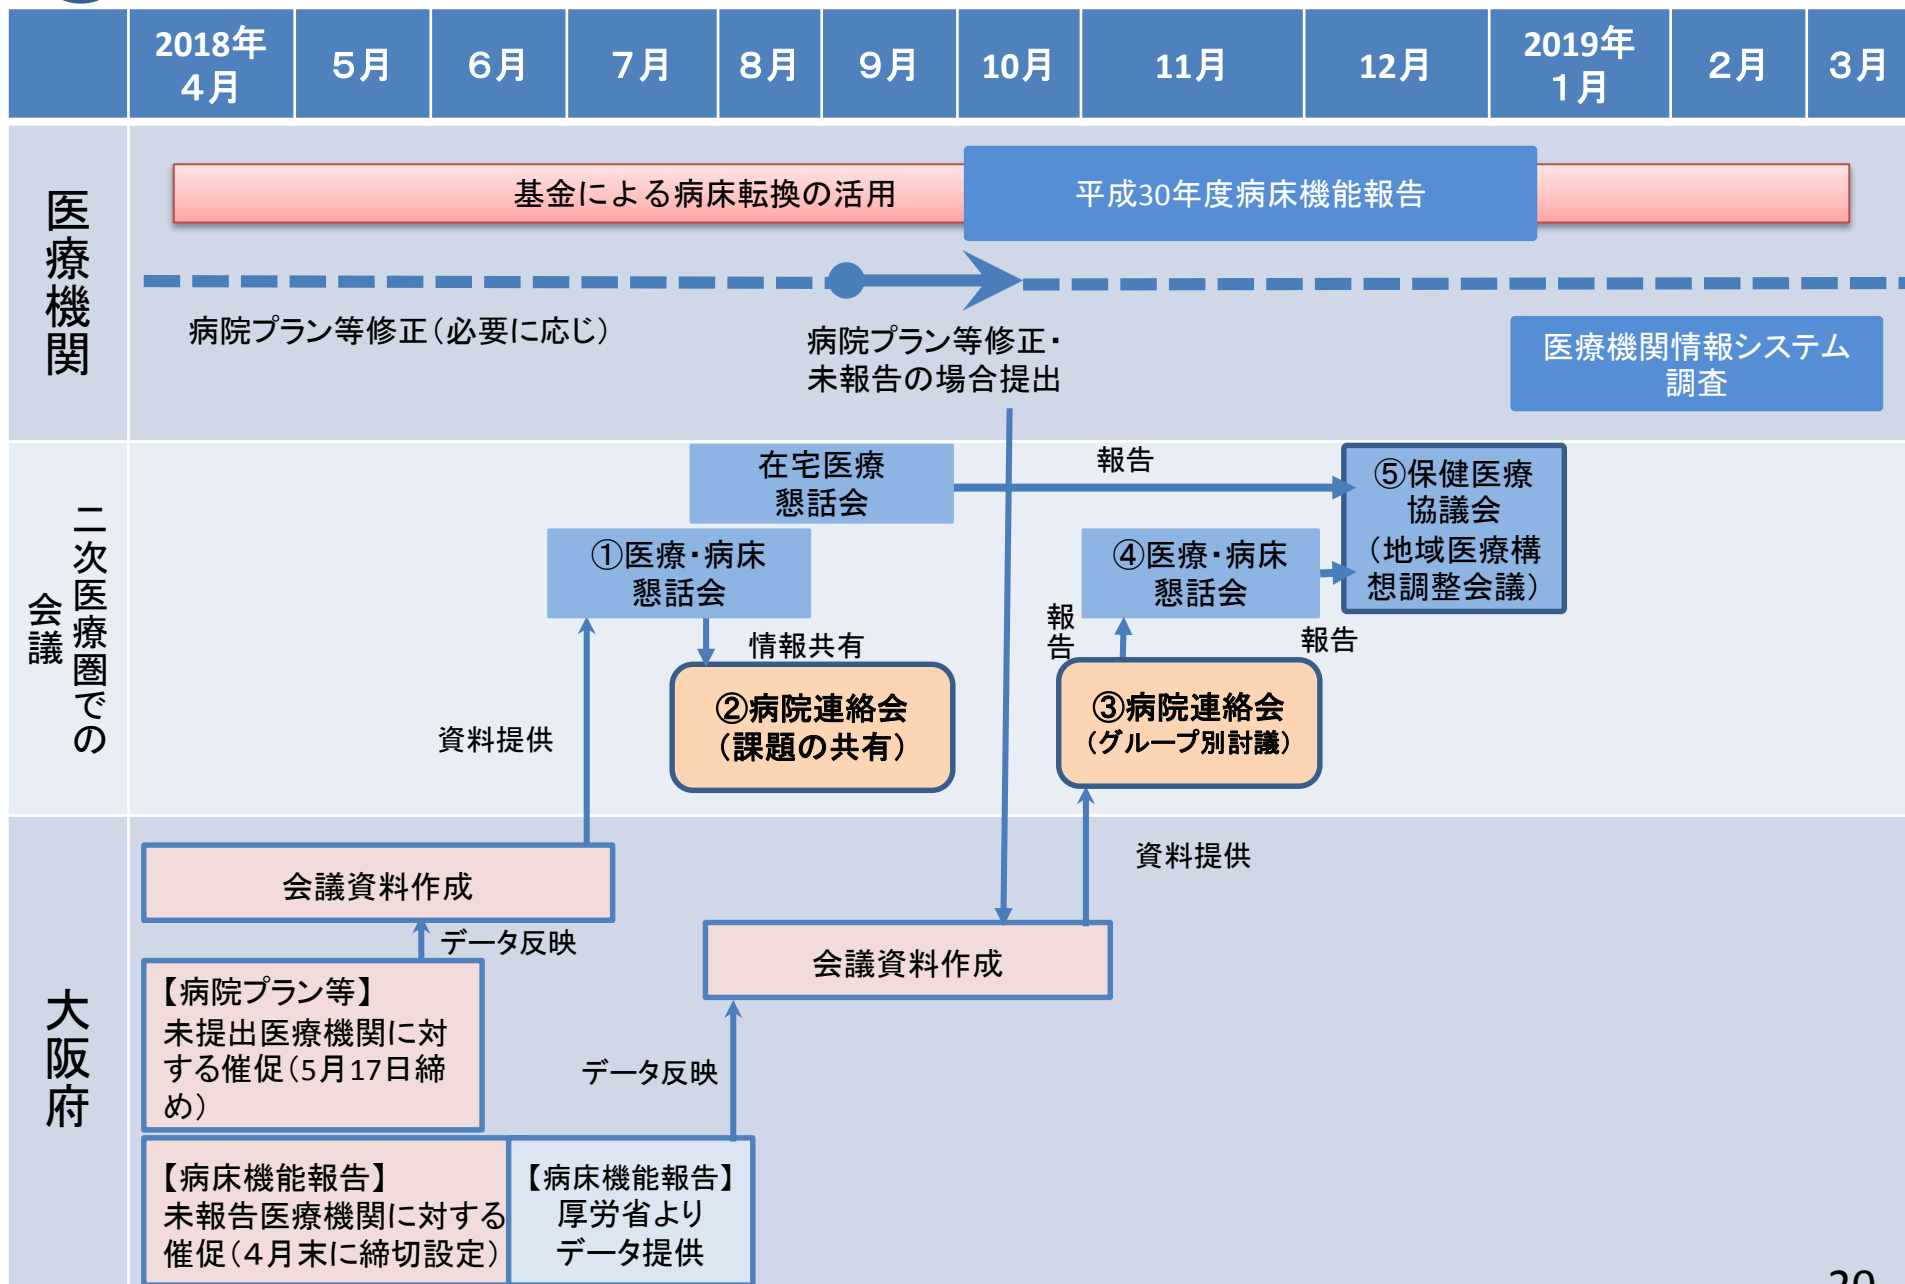 2018年
４月
５月
６月
７月
８月
９月
10月
11月
12月
2019年
１月
２月
３月
医療機関
基金による病床転換の活用
平成30年度病床機能報告
病院プラン等修正（必要に応じ）
病院プラン等修正・
未報告の場合提出
医療機関情報システム
調査
二次医療圏での
会議
在宅医療
懇話会
報告
⑤保健医療
協議会
（地域医療構
想調整会議）
①医療・病床
懇話会
④医療・病床
懇話会
情報共有
報告
報告
②病院連絡会
（課題の共有）
③病院連絡会
（グループ別討議）
資料提供
資料提供
大阪府
会議資料作成
データ反映
会議資料作成
【病院プラン等】
未提出医療機関に対
する催促（5月17日締
め）
データ反映
【病床機能報告】
未報告医療機関に対する
催促（４月末に締切設定）
【病床機能報告】
厚労省より
データ提供
20